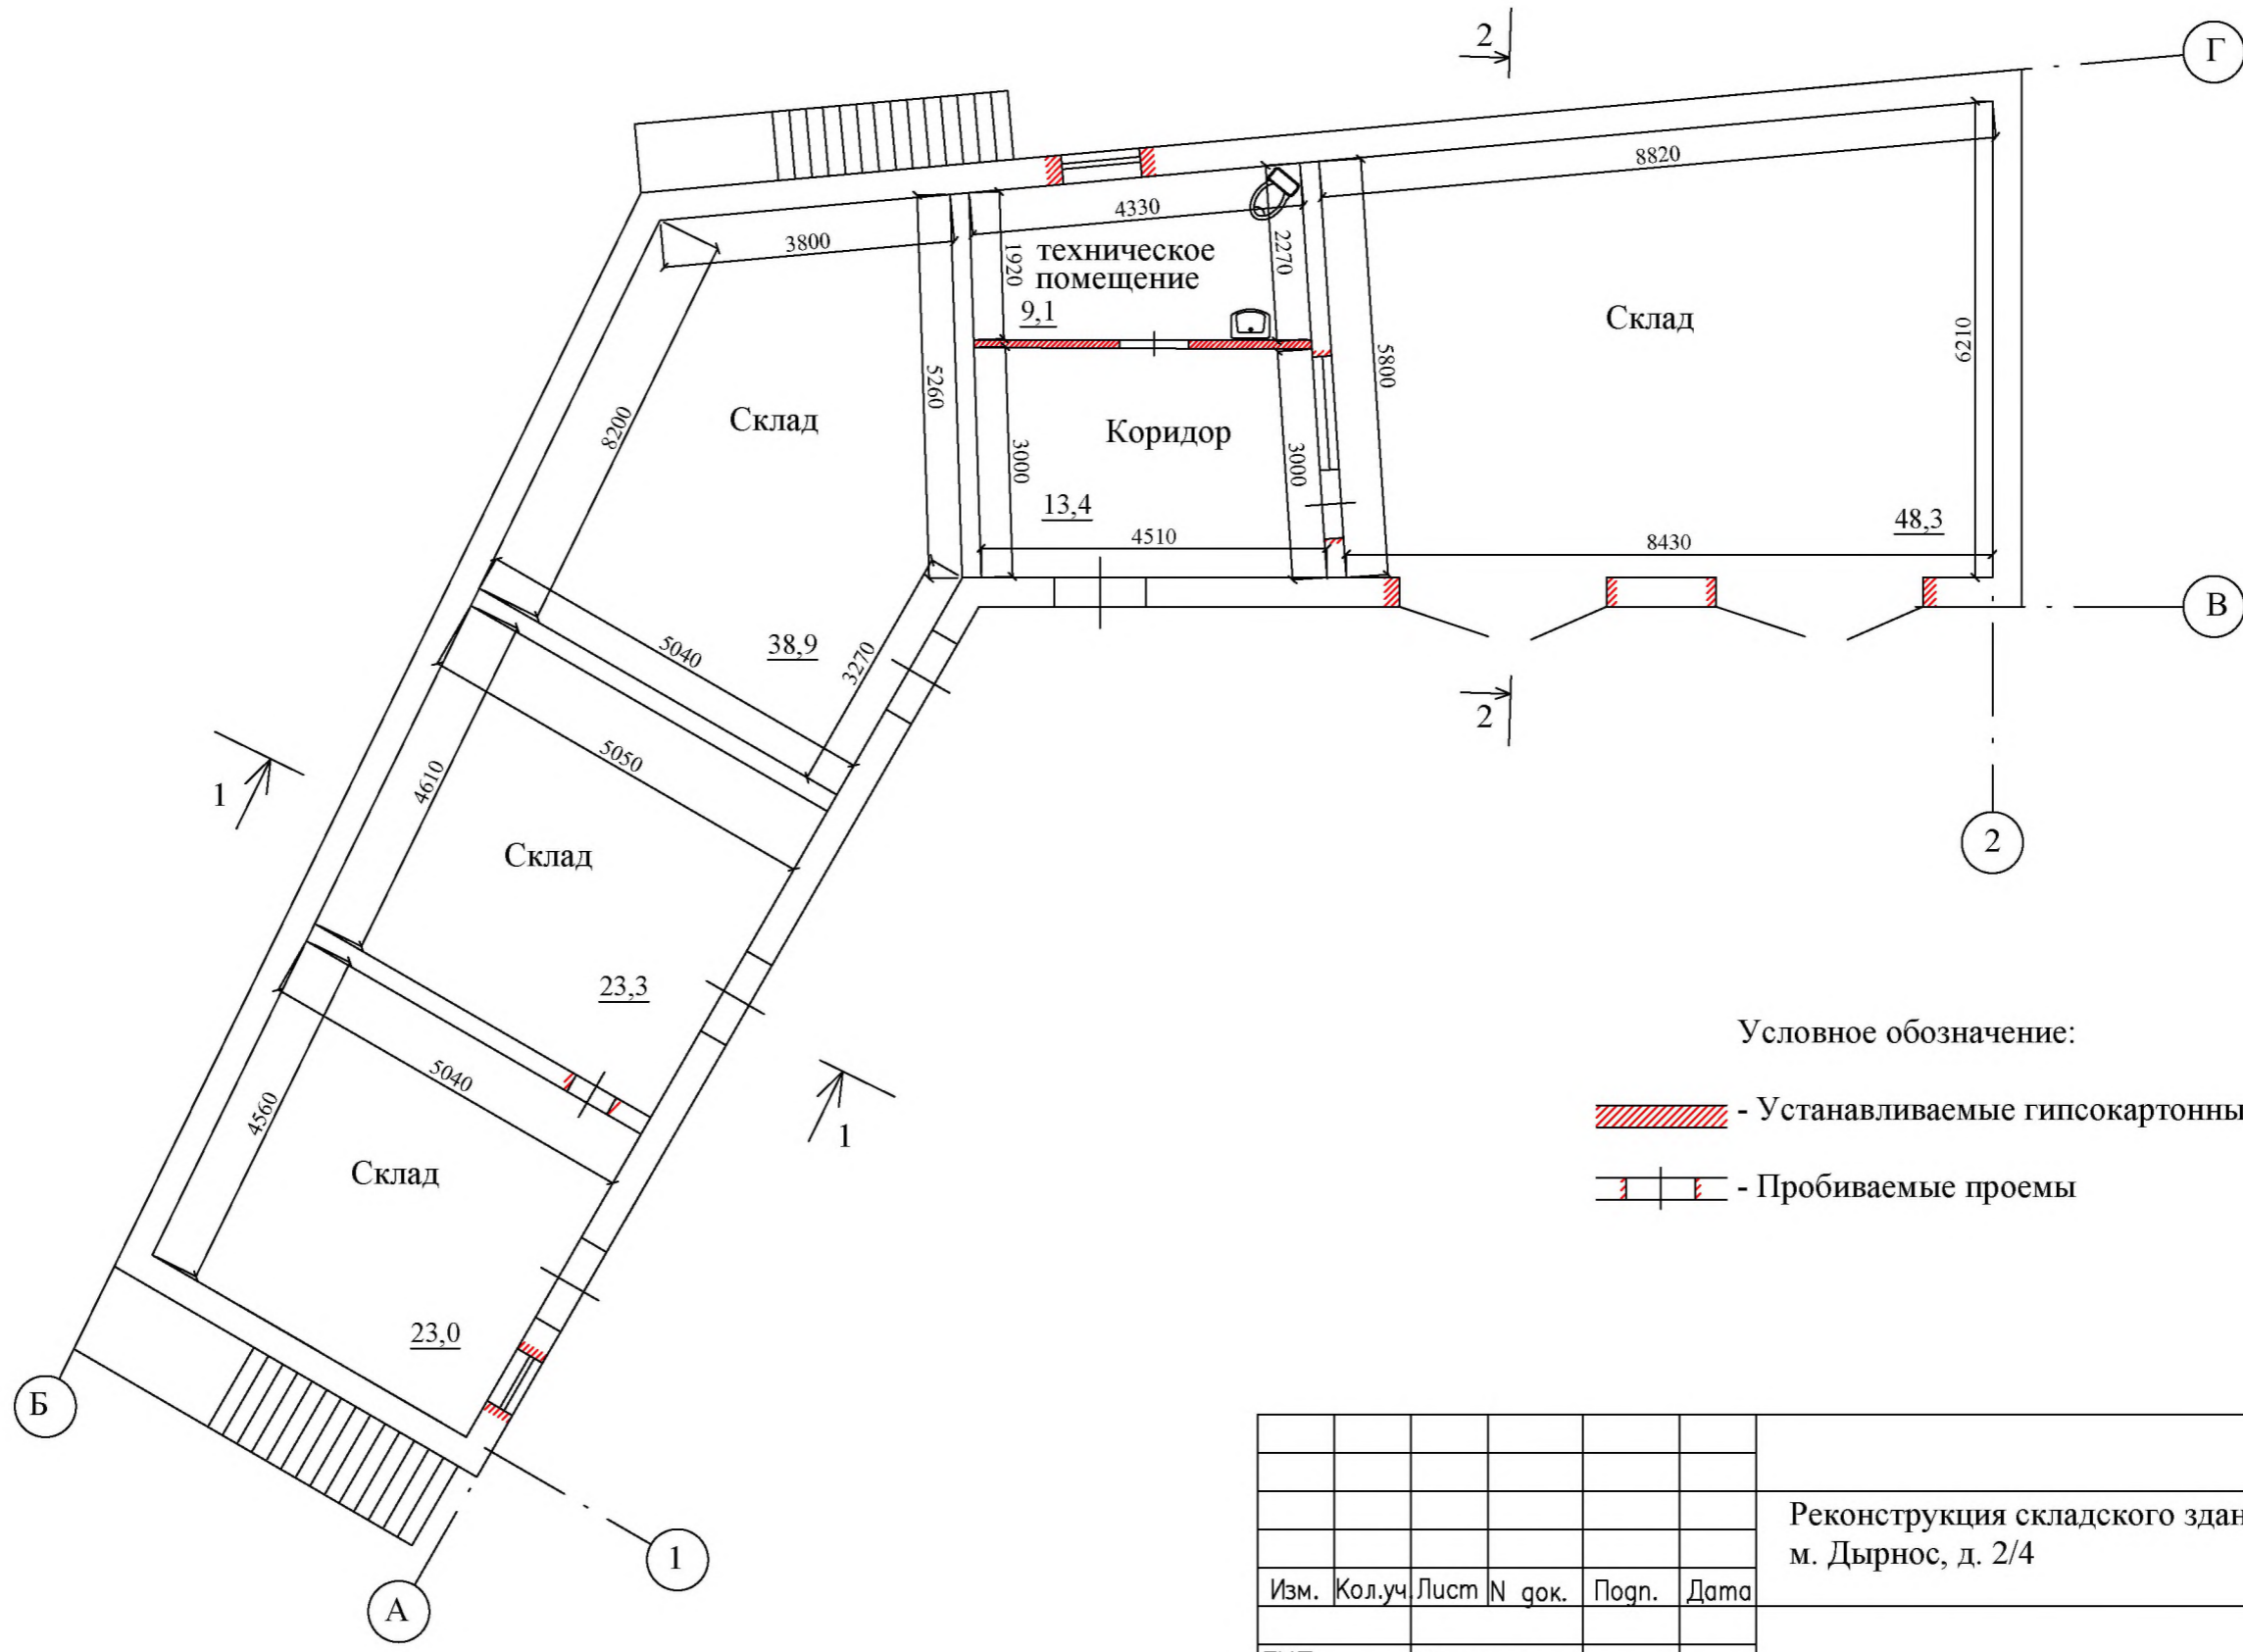 2
Г
8820
4330
3800
1920
техническое
помещение
2270
9,1
Склад
6210
5800
5260
8200
Склад
Коридор
3000
3000
13,4
4510
48,3
8430
В
5040
38,9
3270
2
5050
4610
1
Склад
2
23,3
Условное обозначение:
5040
4560
- Устанавливаемые гипсокартонны
1
Склад
- Пробиваемые проемы
23,0
Б
1
А
Реконструкция складского здан
м. Дырнос, д. 2/4
Изм. Кол.уч. Лист N док. Подп. Дата